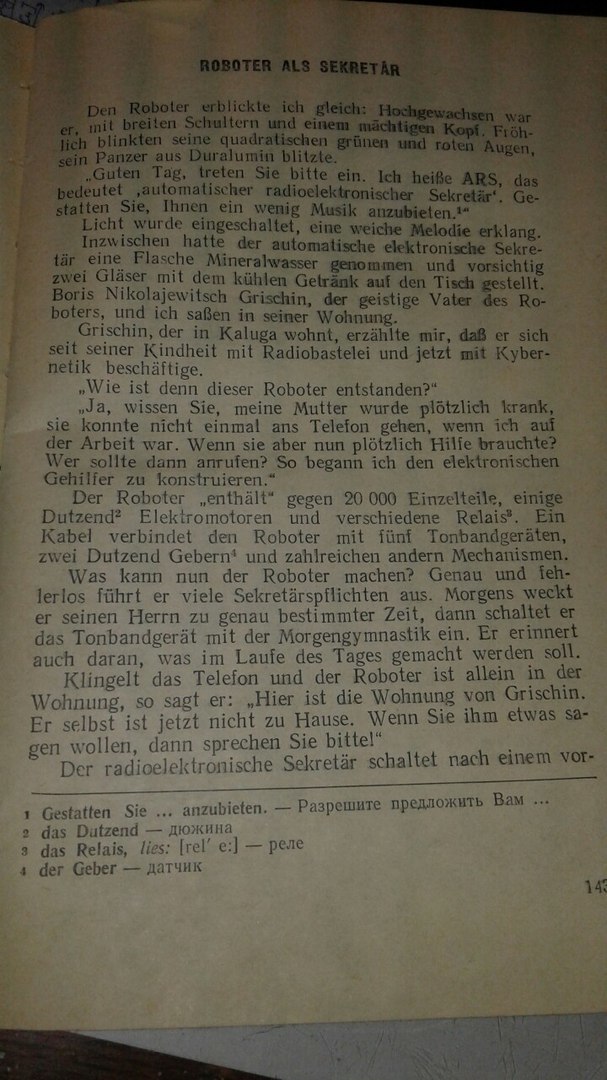 ROBOTER ALS SEKRETÄR
Den Roboter erblickte ich gleich: Hochgewachsen war
er, mit breiten Schultern und einem mächtigen Kopf. Fröh-
lich blinkten seine quadratischen grünen und roten Augen,
sein Panzer aus Duralumin blitzte.
„Guten Tag, treten Sie bitte ein. Ich heiße ARS, das
bedeutet ‚automatischer radioelektronischer Sekretär‘. Ge-
statten Sie, Ihnen ein wenig Musik anzubieten.¹“
Licht wurde eingeschaltet, eine weiche Melodie erklang.
Inzwischen hatte der automatische elektronische Sekre-
tär eine Flasche Mineralwasser genommen und vorsichtig
zwei Gläser mit dem kühlen Getränk auf den Tisch gestellt.
Boris Nikolajewitsch Grischin, der geistige Vater des Ro-
boters, und ich saßen in seiner Wohnung.
Grischin, der in Kaluga wohnt, erzählte mir, daß er sich
seit seiner Kindheit mit Radiobastelei und jetzt mit Kyber-
netik beschäftige.
„Wie ist denn dieser Roboter entstanden?“
„Ja, wissen Sie, meine Mutter wurde plötzlich krank,
sie konnte nicht einmal ans Telefon gehen, wenn ich auf
der Arbeit war. Wenn sie aber nun plötzlich Hilfe brauchte?
Wer sollte dann anrufen? So begann ich den elektronischen
Gehilfer zu konstruieren.“
Der Roboter „enthält“ gegen 20 000 Einzelteile, einige
Dutzend² Elektromotoren und verschiedene Relais³. Ein
Kabel verbindet den Roboter mit fünf Tonbandgeräten,
zwei Dutzend Gebern⁴ und zahlreichen andern Mechanismen.
Was kann nun der Roboter machen? Genau und feh-
lerlos führt er viele Sekretärspflichten aus. Morgens weckt
er seinen Herrn zu genau bestimmter Zeit, dann schaltet er
das Tonbandgerät mit der Morgengymnastik ein. Er erinnert
auch daran, was im Laufe des Tages gemacht werden soll.
Klingelt das Telefon und der Roboter ist allein in der
Wohnung, so sagt er: „Hier ist die Wohnung von Grischin.
Er selbst ist jetzt nicht zu Hause. Wenn Sie ihm etwas sa-
gen wollen, dann sprechen Sie bitte!“
Der radioelektronische Sekretär schaltet nach einem vor-
1 Gestatten Sie ... anzubieten. — Разрешите предложить Вам ...
2 das Dutzend — дюжина
3 das Relais, lies: [rel' e:] — реле
4 der Geber — датчик
143